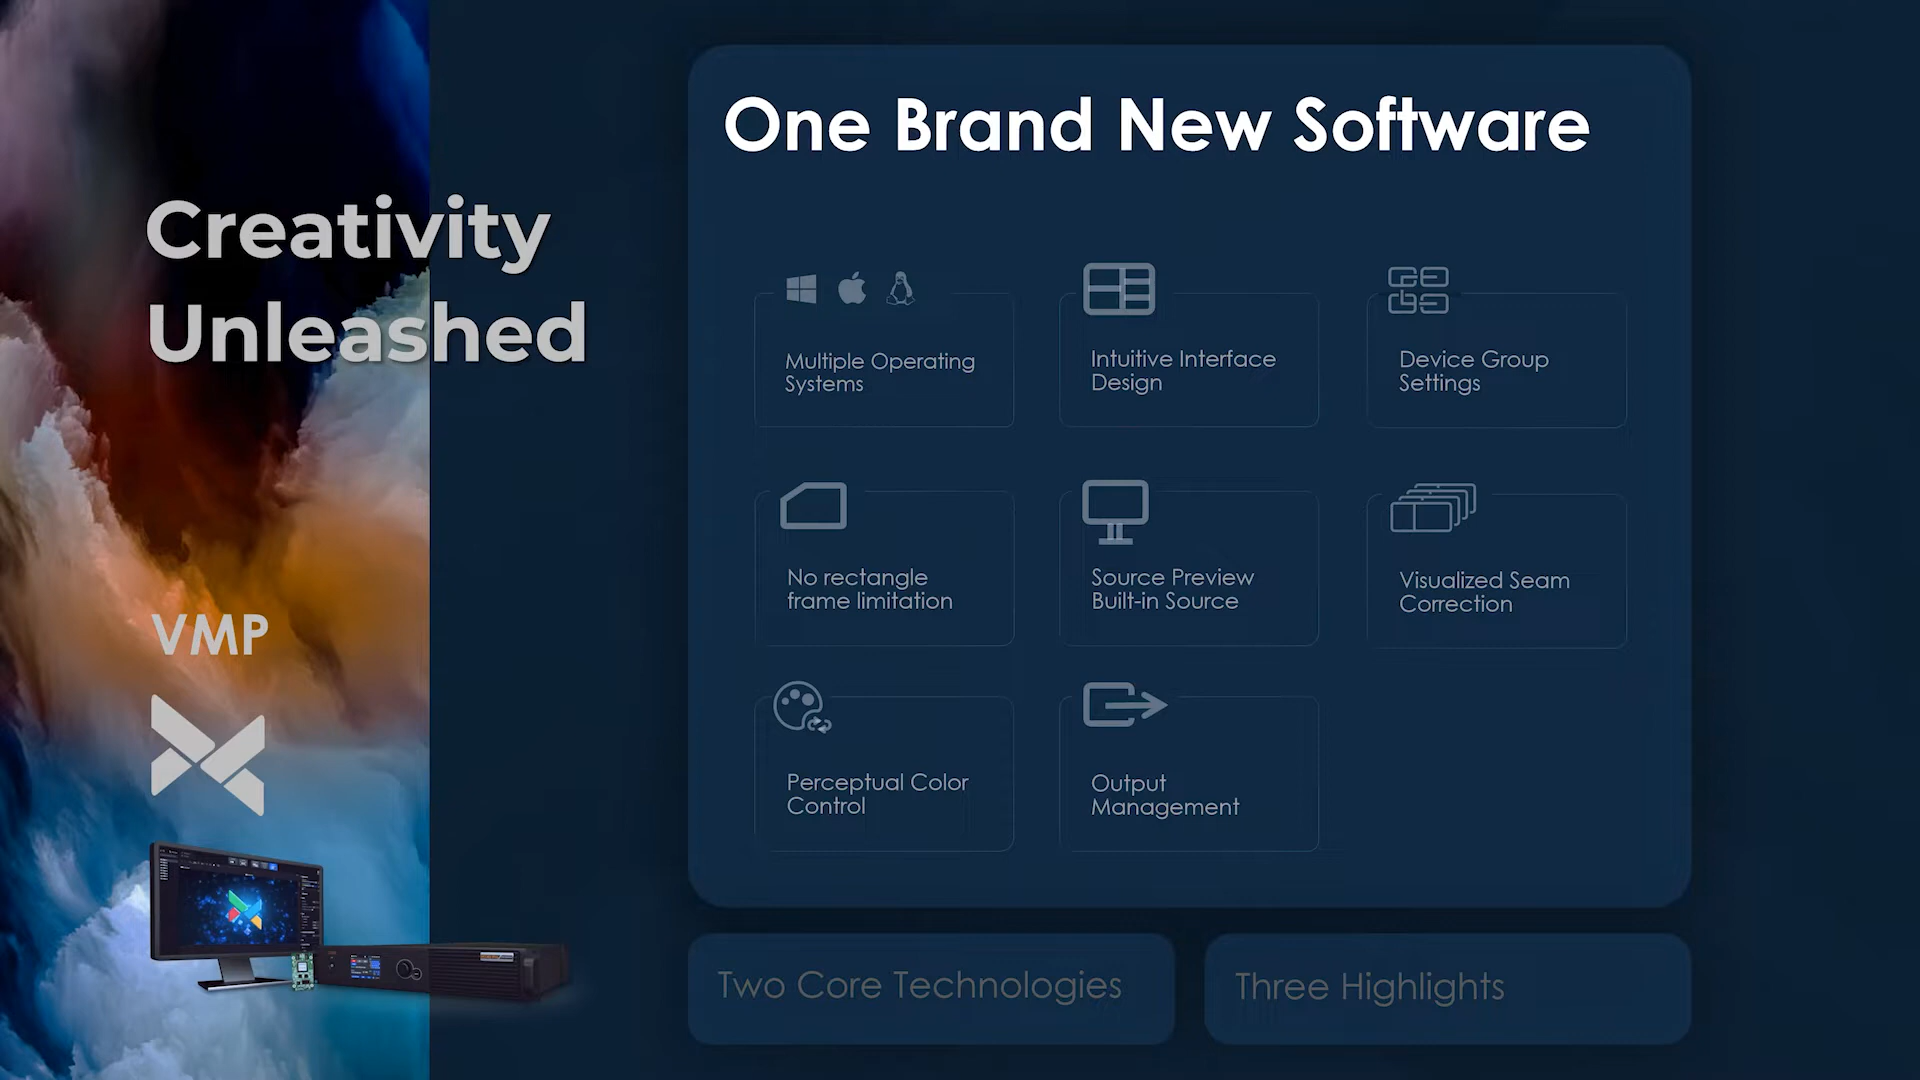 Creativity
Unleashed
VMP
One Brand New Software
Multiple Operating
Systems
Intuitive Interface
Design
Device Group
Settings
No rectangle
frame limitation
Source Preview
Built-in Source
Visualized Seam
Correction
Perceptual Color
Control
Output
Management
Two Core Technologies
Three Highlights